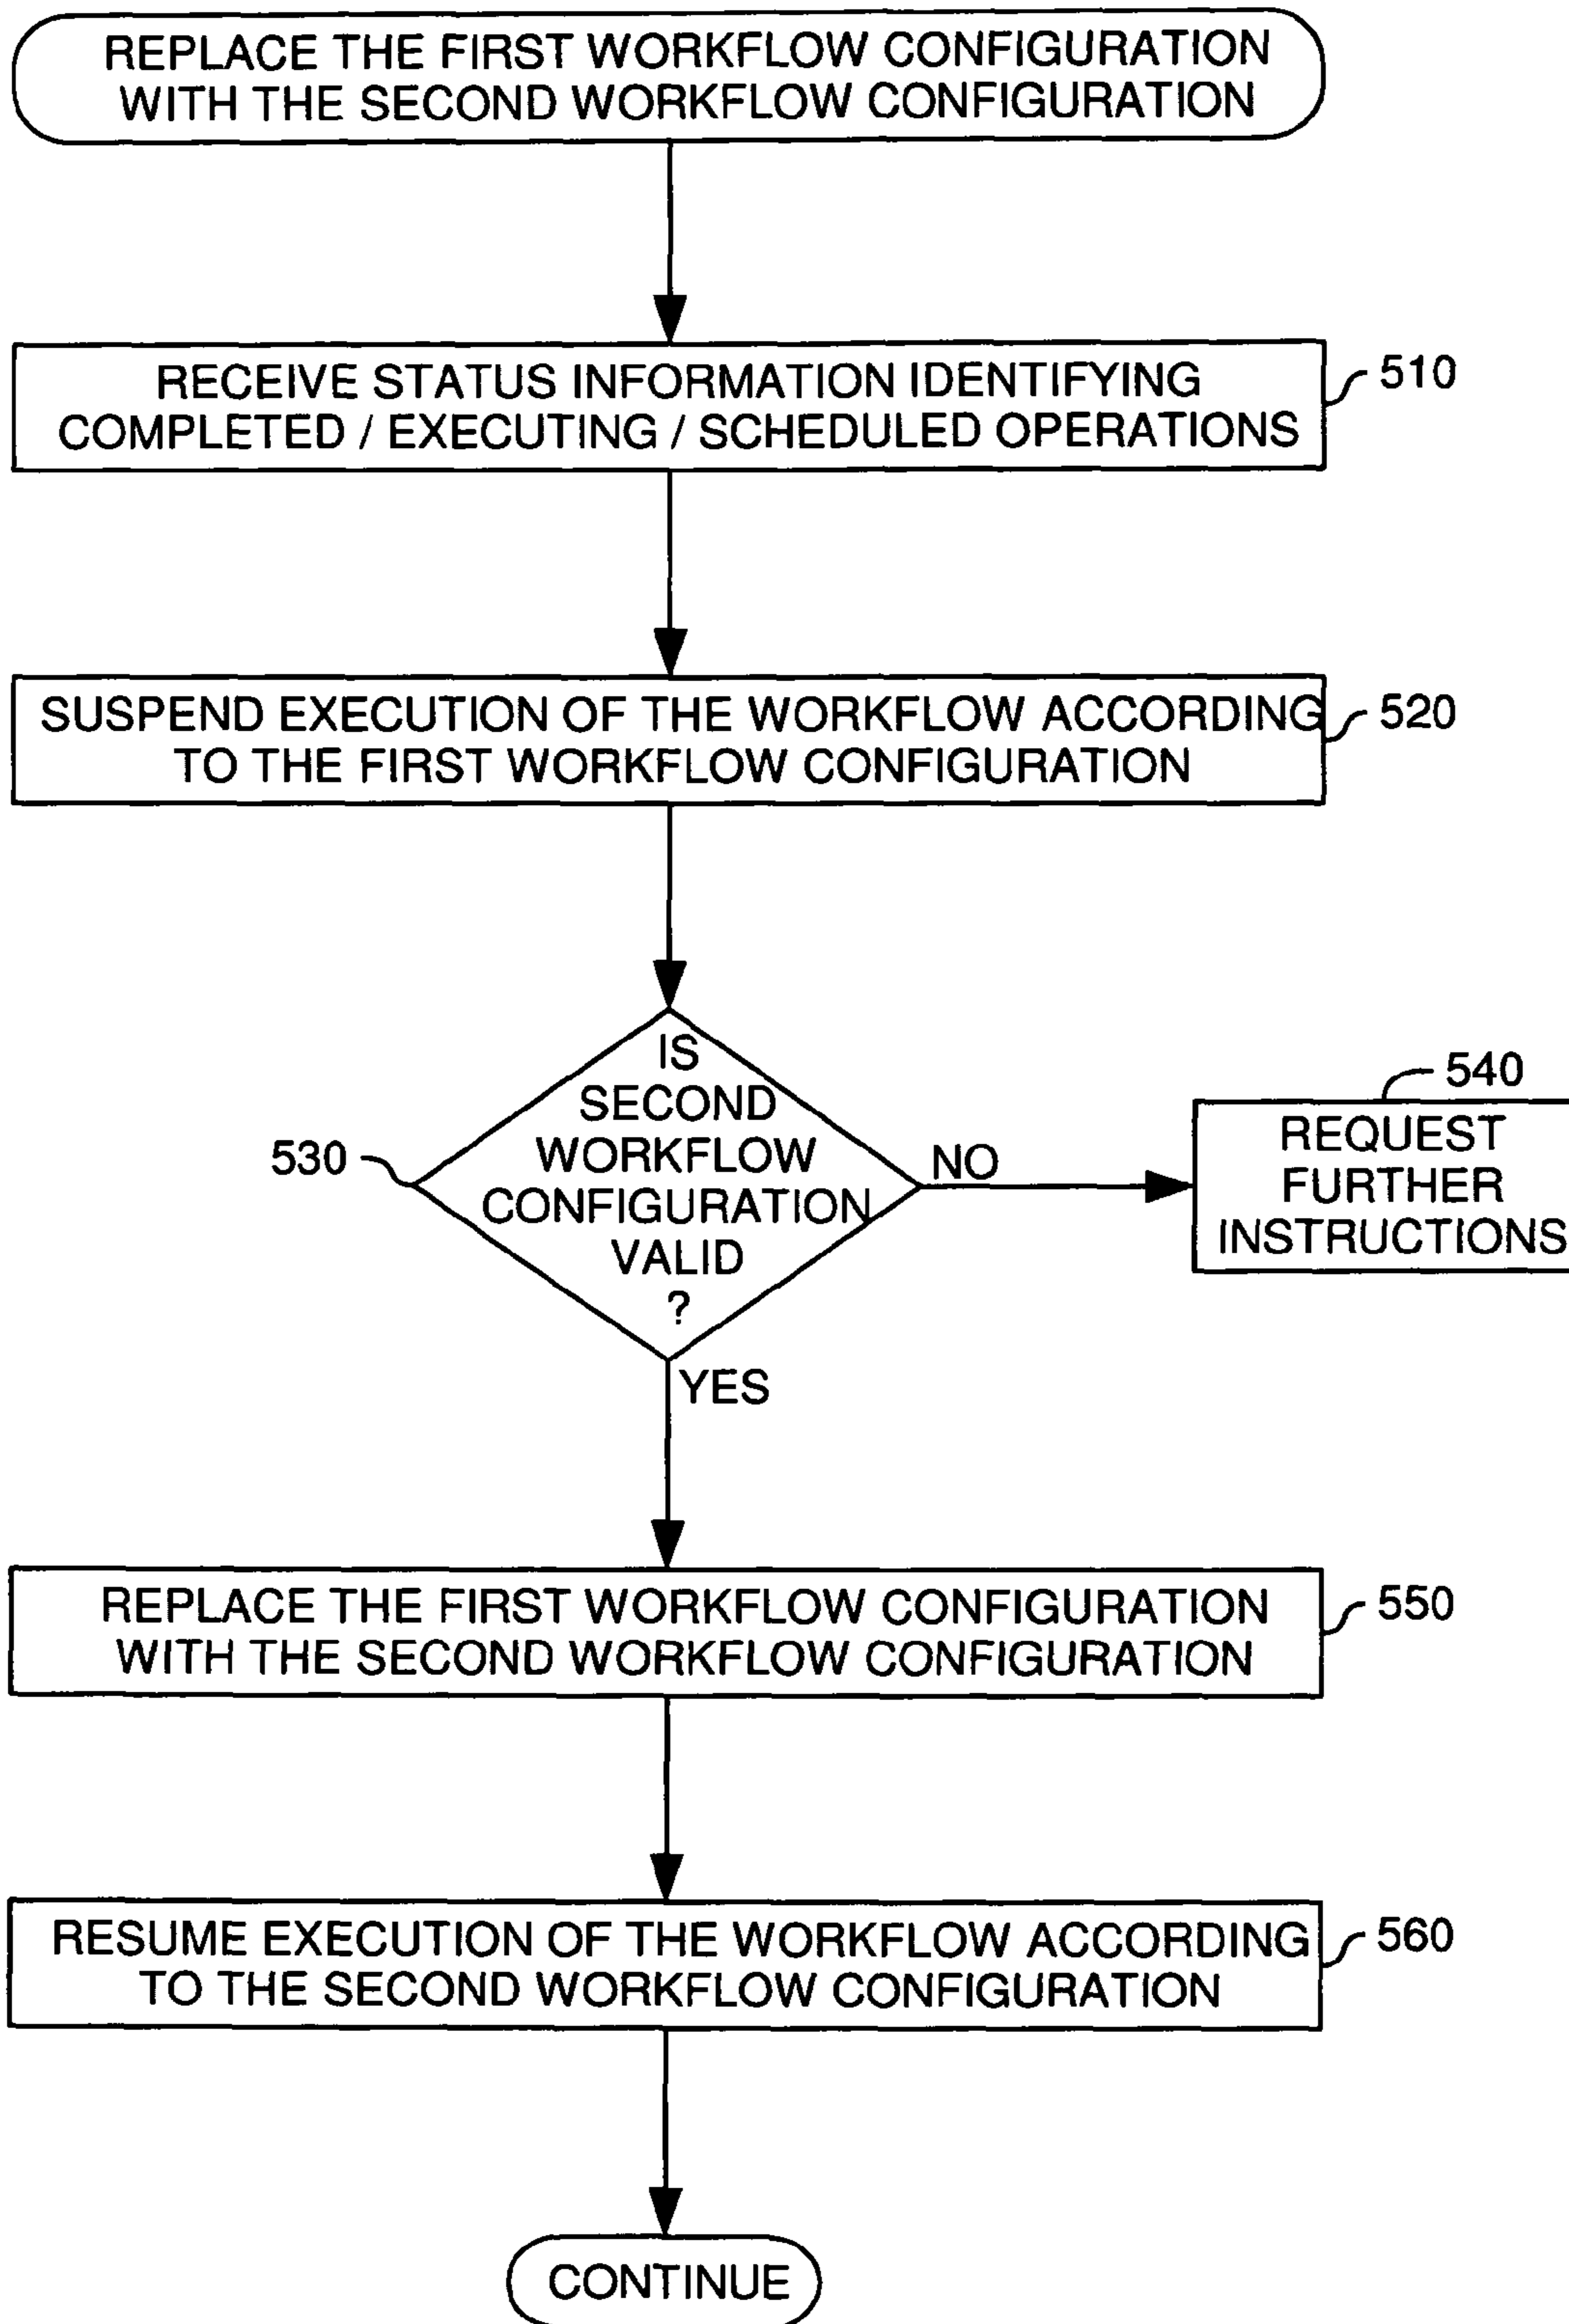 REPLACE THE FIRST WORKFLOW CONFIGURATION
WITH THE SECOND WORKFLOW CONFIGURATION
RECEIVE STATUS INFORMATION IDENTIFYING
COMPLETED / EXECUTING / SCHEDULED OPERATIONS
510
SUSPEND EXECUTION OF THE WORKFLOW ACCORDING
TO THE FIRST WORKFLOW CONFIGURATION
520
IS
SECOND
WORKFLOW
CONFIGURATION
VALID
?
530
NO
540
REQUEST
FURTHER
INSTRUCTIONS
YES
REPLACE THE FIRST WORKFLOW CONFIGURATION
WITH THE SECOND WORKFLOW CONFIGURATION
550
RESUME EXECUTION OF THE WORKFLOW ACCORDING
TO THE SECOND WORKFLOW CONFIGURATION
560
CONTINUE